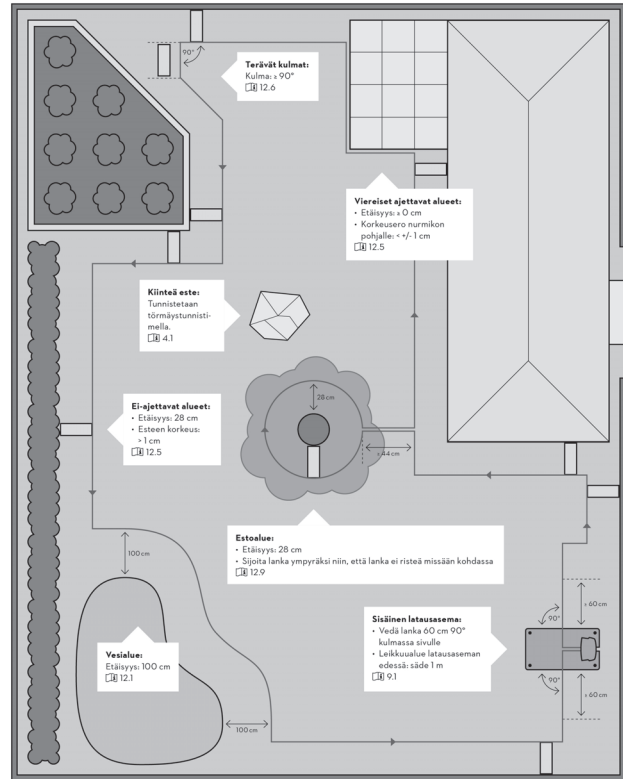 90°
Terävät kulmat:
Kulma: ≥ 90°
12.6
Viereiset ajettavat alueet:
• Etäisyys: ≥ 0 cm
• Korkeusero nurmikon
pohjalle: < +/- 1 cm
12.5
Kiinteä este:
Tunnistetaan
törmäystunnisti-
mella.
4.1
28 cm
Ei-ajettavat alueet:
• Etäisyys: 28 cm
• Esteen korkeus:
> 1 cm
12.5
≥ 44 cm
Estoalue:
• Etäisyys: 28 cm
• Sijoita lanka ympyräksi niin, että lanka ei risteä missään kohdassa
12.9
100 cm
Sisäinen latausasema:
• Vedä lanka 60 cm 90°
kulmassa sivulle
• Leikkuualue latausaseman
edessä: säde 1 m
9.1
≥ 60 cm
90°
90°
≥ 60 cm
Vesialue:
Etäisyys: 100 cm
12.1
100 cm